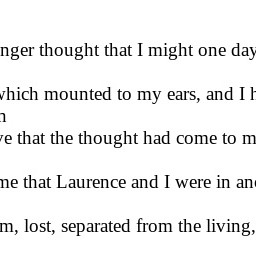 nger thought that I might one day
which mounted to my ears, and I h
n
ve that the thought had come to m
me that Laurence and I were in an
m, lost, separated from the living,